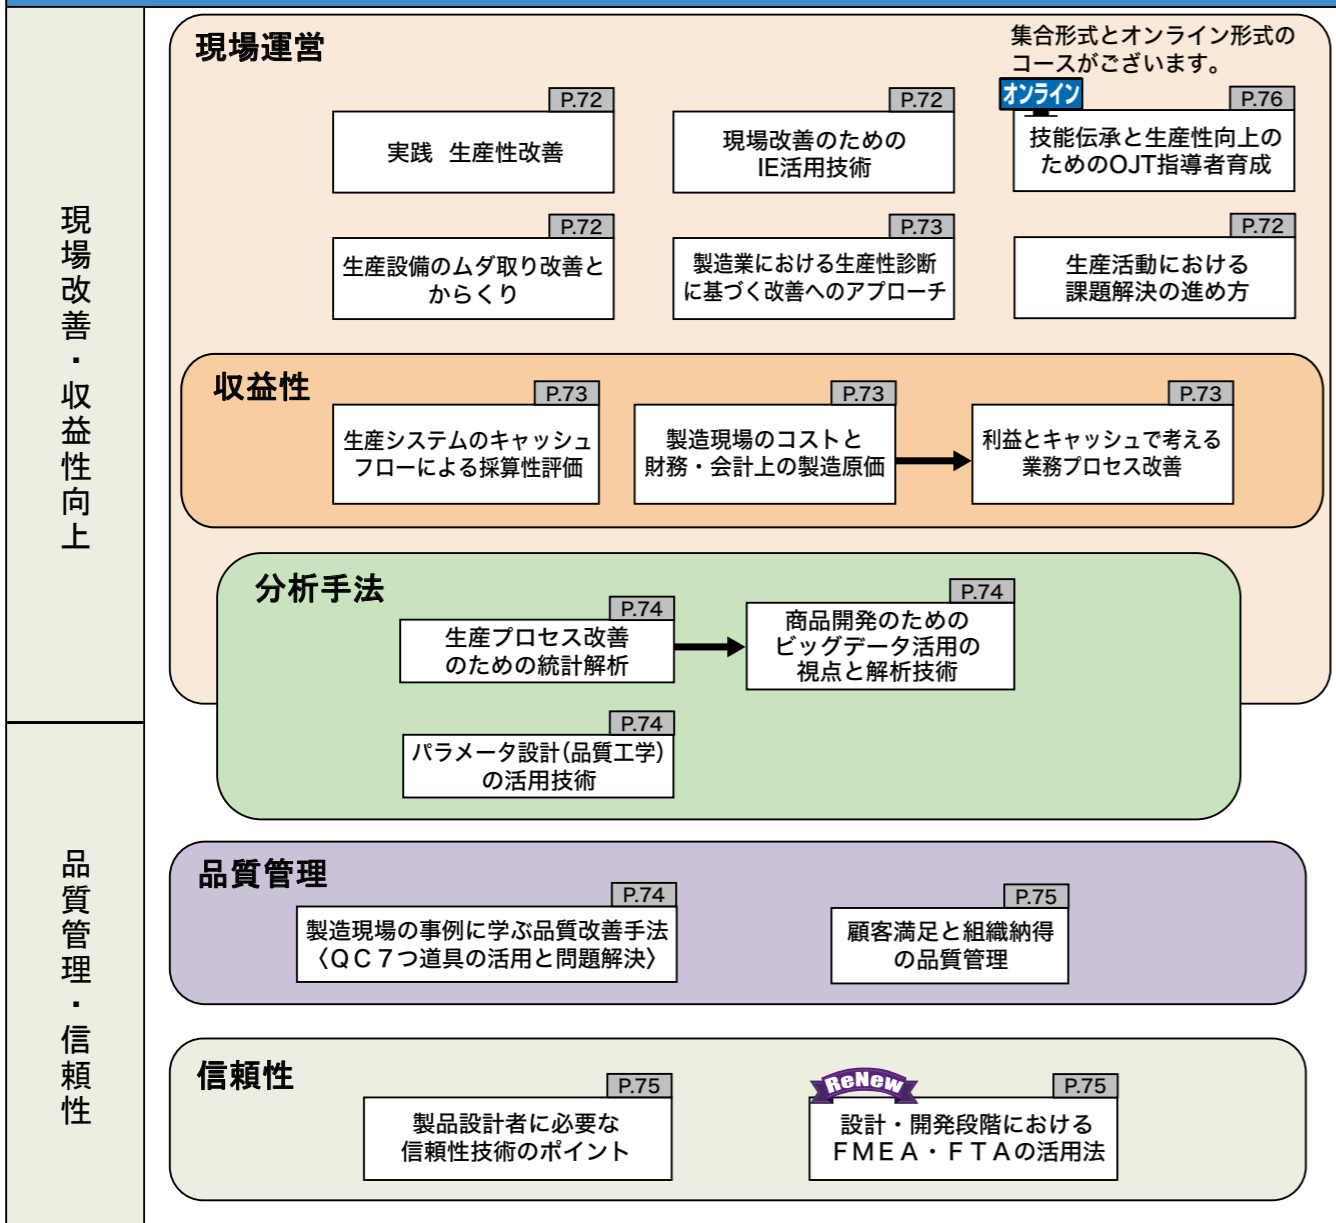 現場改善・収益性向上
現場運営
集合形式とオンライン形式の
コースがございます。
P.72
実践 生産性改善
P.72
現場改善のための
IE活用技術
オンライン
P.76
技能伝承と生産性向上の
ためのOJT指導者育成
P.72
生産設備のムダ取り改善と
からくり
P.73
製造業における生産性診断
に基づく改善へのアプローチ
P.72
生産活動における
課題解決の進め方
収益性
P.73
生産システムのキャッシュ
フローによる採算性評価
P.73
製造現場のコストと
財務・会計上の製造原価
P.73
利益とキャッシュで考える
業務プロセス改善
分析手法
P.74
生産プロセス改善
のための統計解析
P.74
商品開発のための
ビッグデータ活用の
視点と解析技術
P.74
パラメータ設計(品質工学)
の活用技術
品質管理・信頼性
品質管理
P.74
製造現場の事例に学ぶ品質改善手法
〈QC7つ道具の活用と問題解決〉
P.75
顧客満足と組織納得
の品質管理
信頼性
P.75
製品設計者に必要な
信頼性技術のポイント
ReNew
P.75
設計・開発段階における
FMEA・FTAの活用法